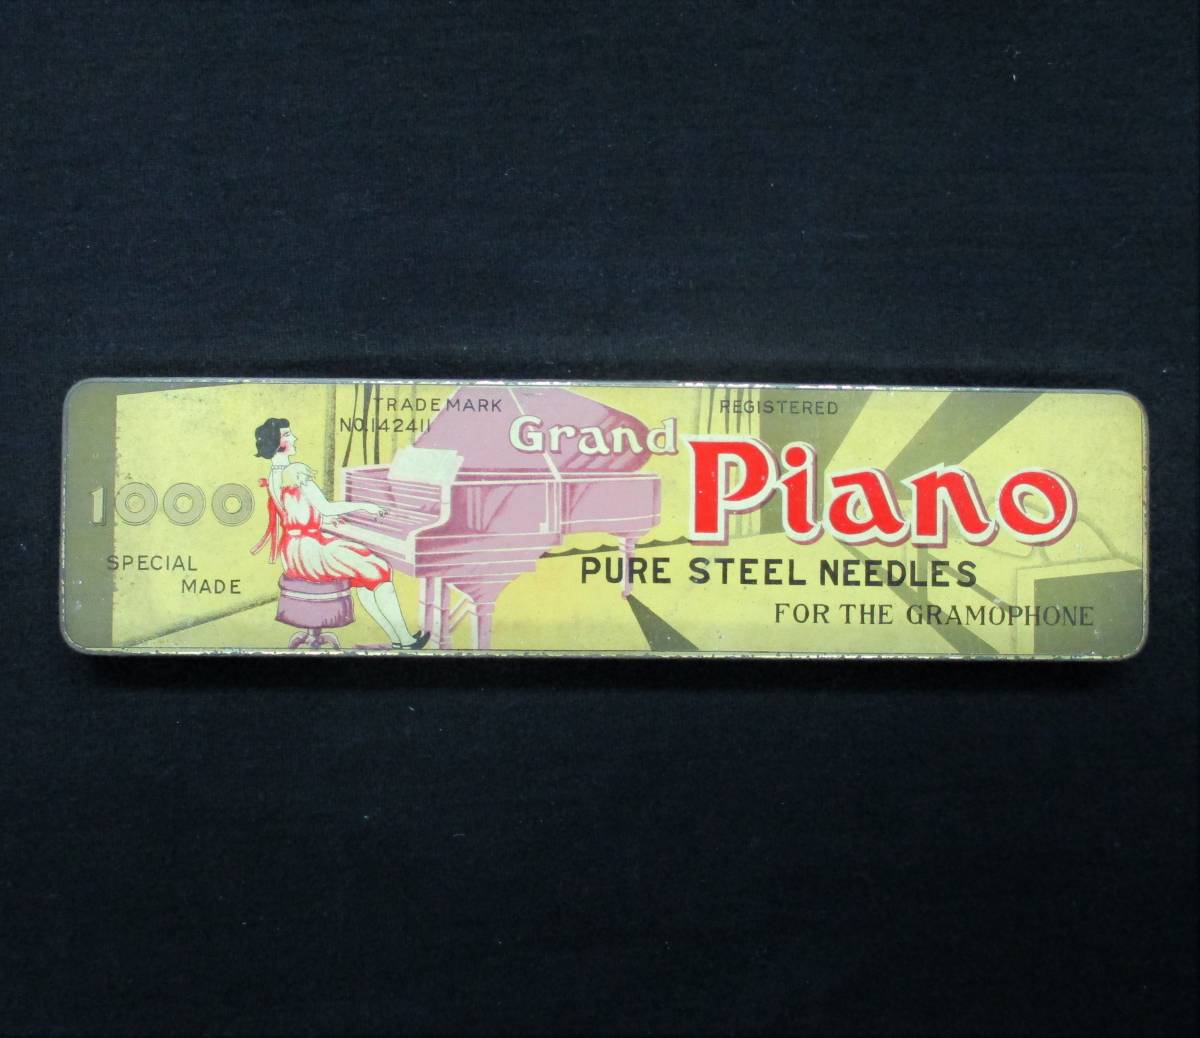 1000
SPECIAL
MADE
TRADEMARK
NO.142411
REGISTERED
Grand
Piano
PURE STEEL NEEDLES
FOR THE GRAMOPHONE